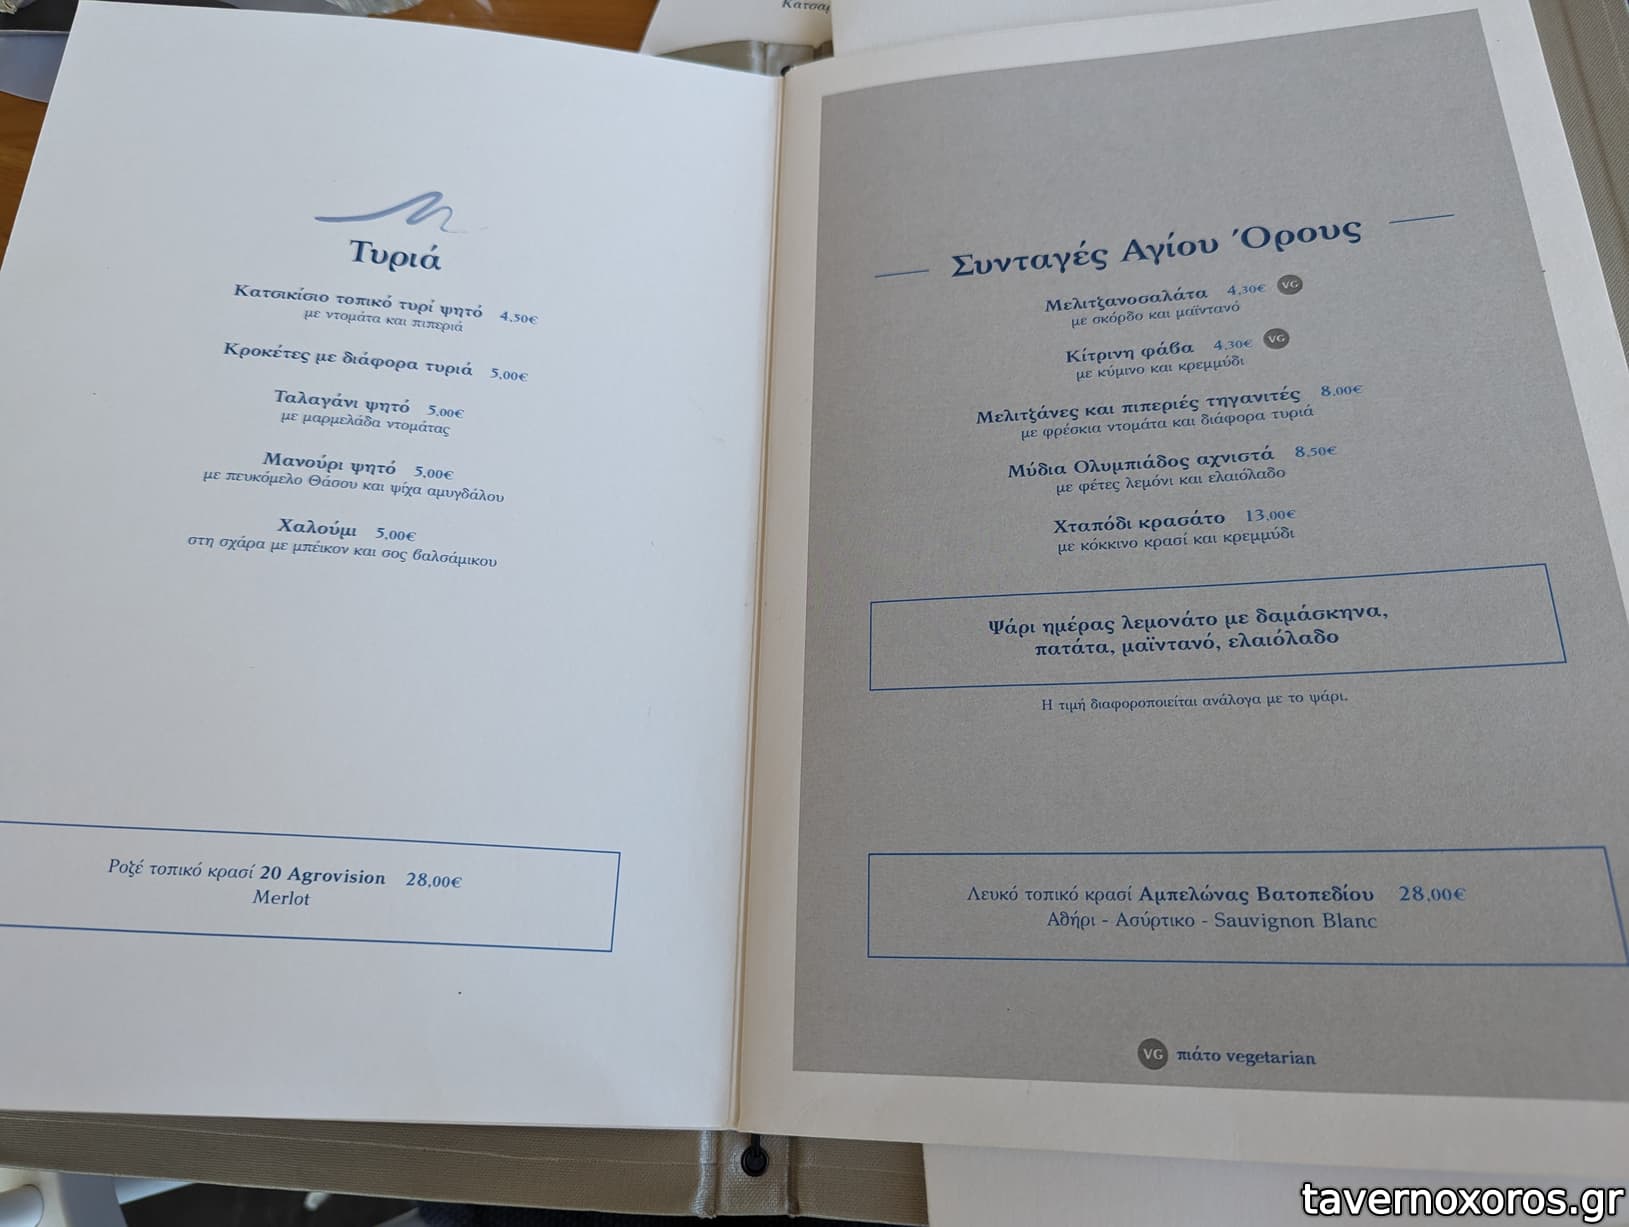 Κατσαρ
Τυριά
Κατσικίσιο τοπικό τυρί ψητό 4,50€
με ντομάτα και πιπεριά
Κροκέτες με διάφορα τυριά 5,00€
Ταλαγάνι ψητό 5,00€
με μαρμελάδα ντομάτας
Μανούρι ψητό 5,00€
με πευκόμελο Θάσου και ψίχα αμυγδάλου
Χαλούμι 5,00€
στη σχάρα με μπέικον και σος βαλσάμικου
Ροζέ τοπικό κρασί 20 Agrovision 28,00€
Merlot
Συνταγές Αγίου Όρους
Μελιτζανοσαλάτα 4,30€ VG
με σκόρδο και μαϊντανό
Κίτρινη φάβα 4,30€ VG
με κύμινο και κρεμμύδι
Μελιτζάνες και πιπεριές τηγανιτές 8,00€
με φρέσκια ντομάτα και διάφορα τυριά
Μύδια Ολυμπιάδος αχνιστά 8,50€
με φέτες λεμόνι και ελαιόλαδο
Χταπόδι κρασάτο 13,00€
με κόκκινο κρασί και κρεμμύδι
Ψάρι ημέρας λεμονάτο με δαμάσκηνα,
πατάτα, μαϊντανό, ελαιόλαδο
Η τιμή διαφοροποιείται ανάλογα με το ψάρι.
Λευκό τοπικό κρασί Αμπελώνας Βατοπεδίου 28,00€
Αθήρι - Ασύρτικο - Sauvignon Blanc
VG πιάτο vegetarian
tavernoxoros.gr